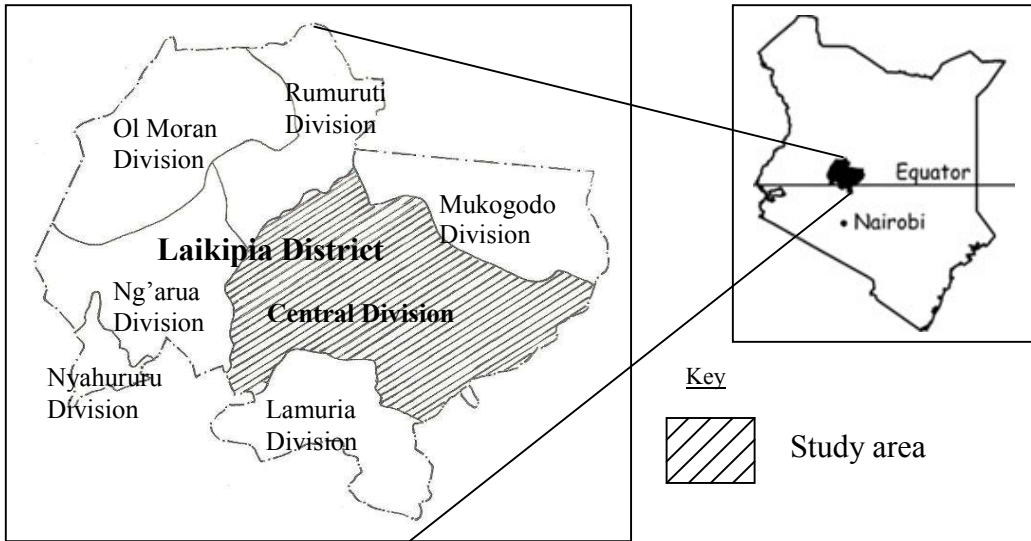 Rumuruti
Division
Ol Moran
Division
Mukogodo
Division
Laikipia District
Ng’arua
Division
Central Division
Nyahururu
Division
Lamuria
Division
Equator
Nairobi
Key
Study area